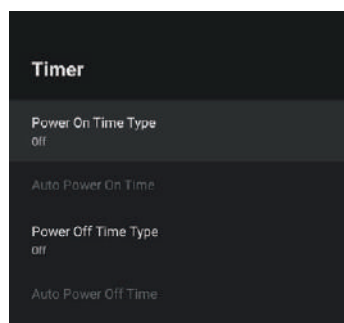 Timer
Power On Time Type
Off
Auto Power On Time
Power Off Time Type
Off
Auto Power Off Time